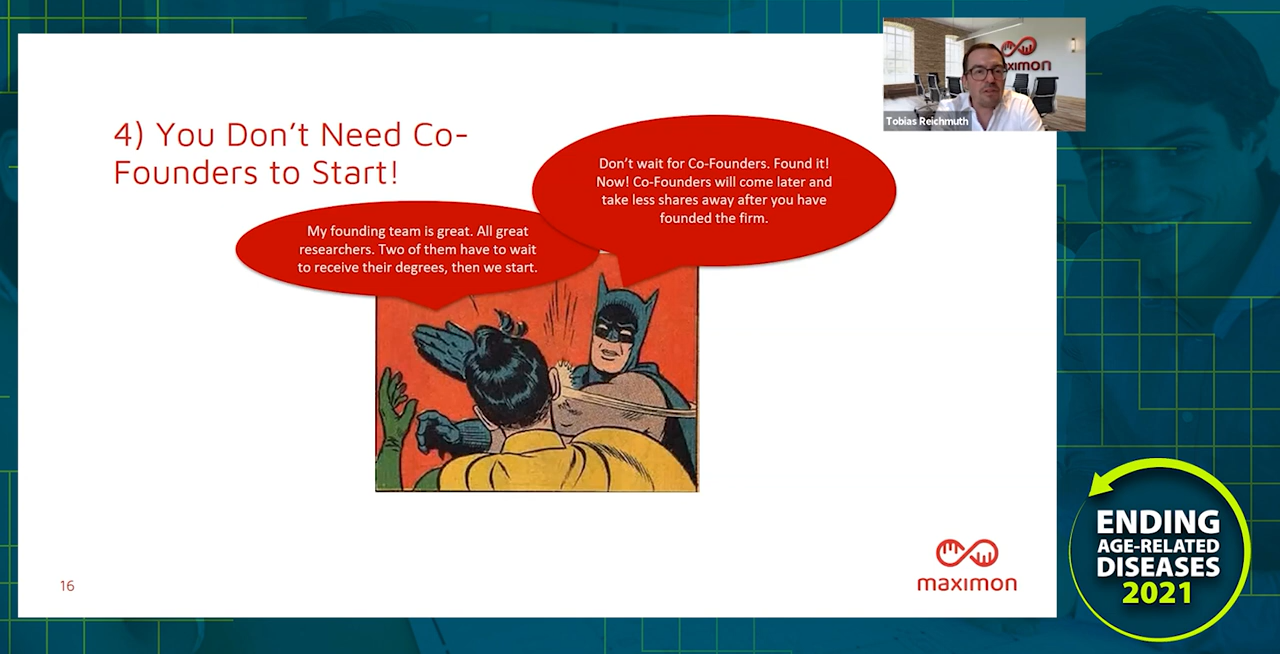 4) You Don't Need Co-
Founders to Start!
My founding team is great. All great
researchers. Two of them have to wait
to receive their degrees, then we start.
Don't wait for Co-Founders. Found it!
Now! Co-Founders will come later and
take less shares away after you have
founded the firm.
maximon
Tobias Reichmuth
16
maximon
ENDING
AGE-RELATED
DISEASES
2021